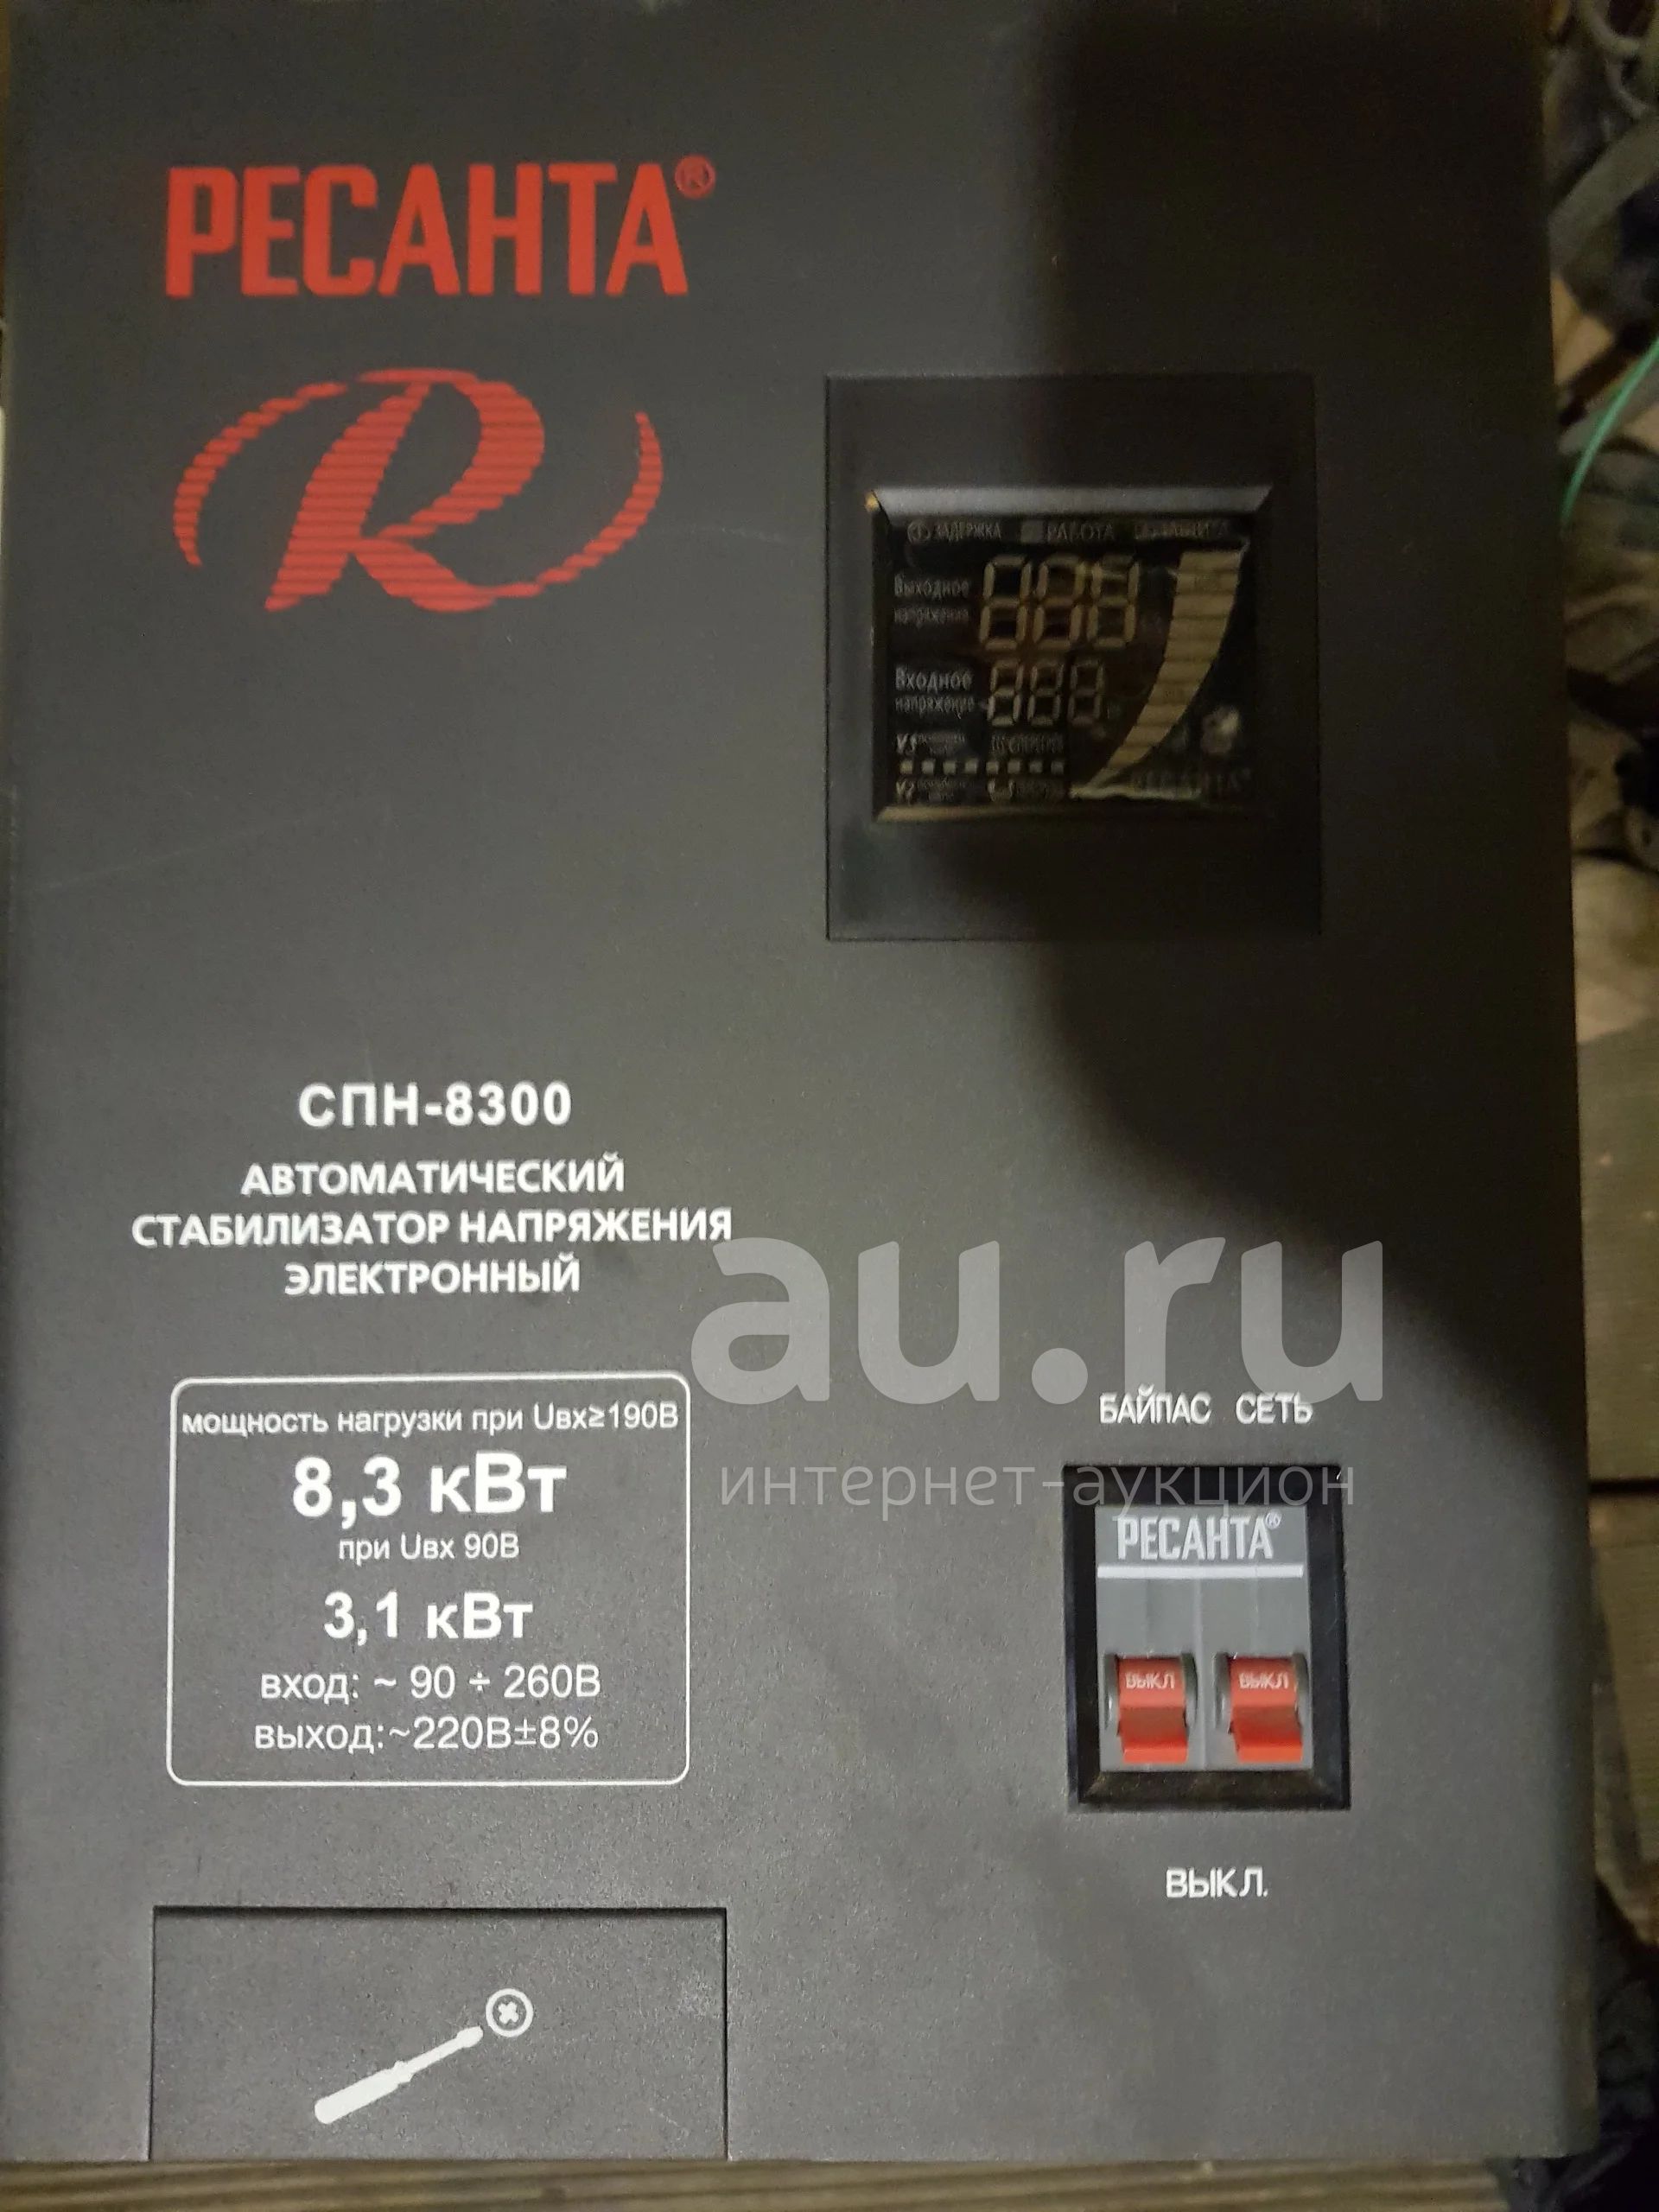 РЕСАНТА®
R
ЗАДЕРЖКА РАБОТА ЗАЩИТА
Выходное
напряжение
Входное
напряжение
РЕСАНТА®
СПН-8300
АВТОМАТИЧЕСКИЙ
СТАБИЛИЗАТОР НАПРЯЖЕНИЯ
ЭЛЕКТРОННЫЙ
au.ru
интернет-аукцион
мощность нагрузки при Uвх≥190В
8,3 кВт
при Uвх 90В
3,1 кВт
вход: ~ 90 ÷ 260В
выход:~220В±8%
БАЙПАС СЕТЬ
РЕСАНТА®
ВЫКЛ ВЫКЛ
ВЫКЛ.